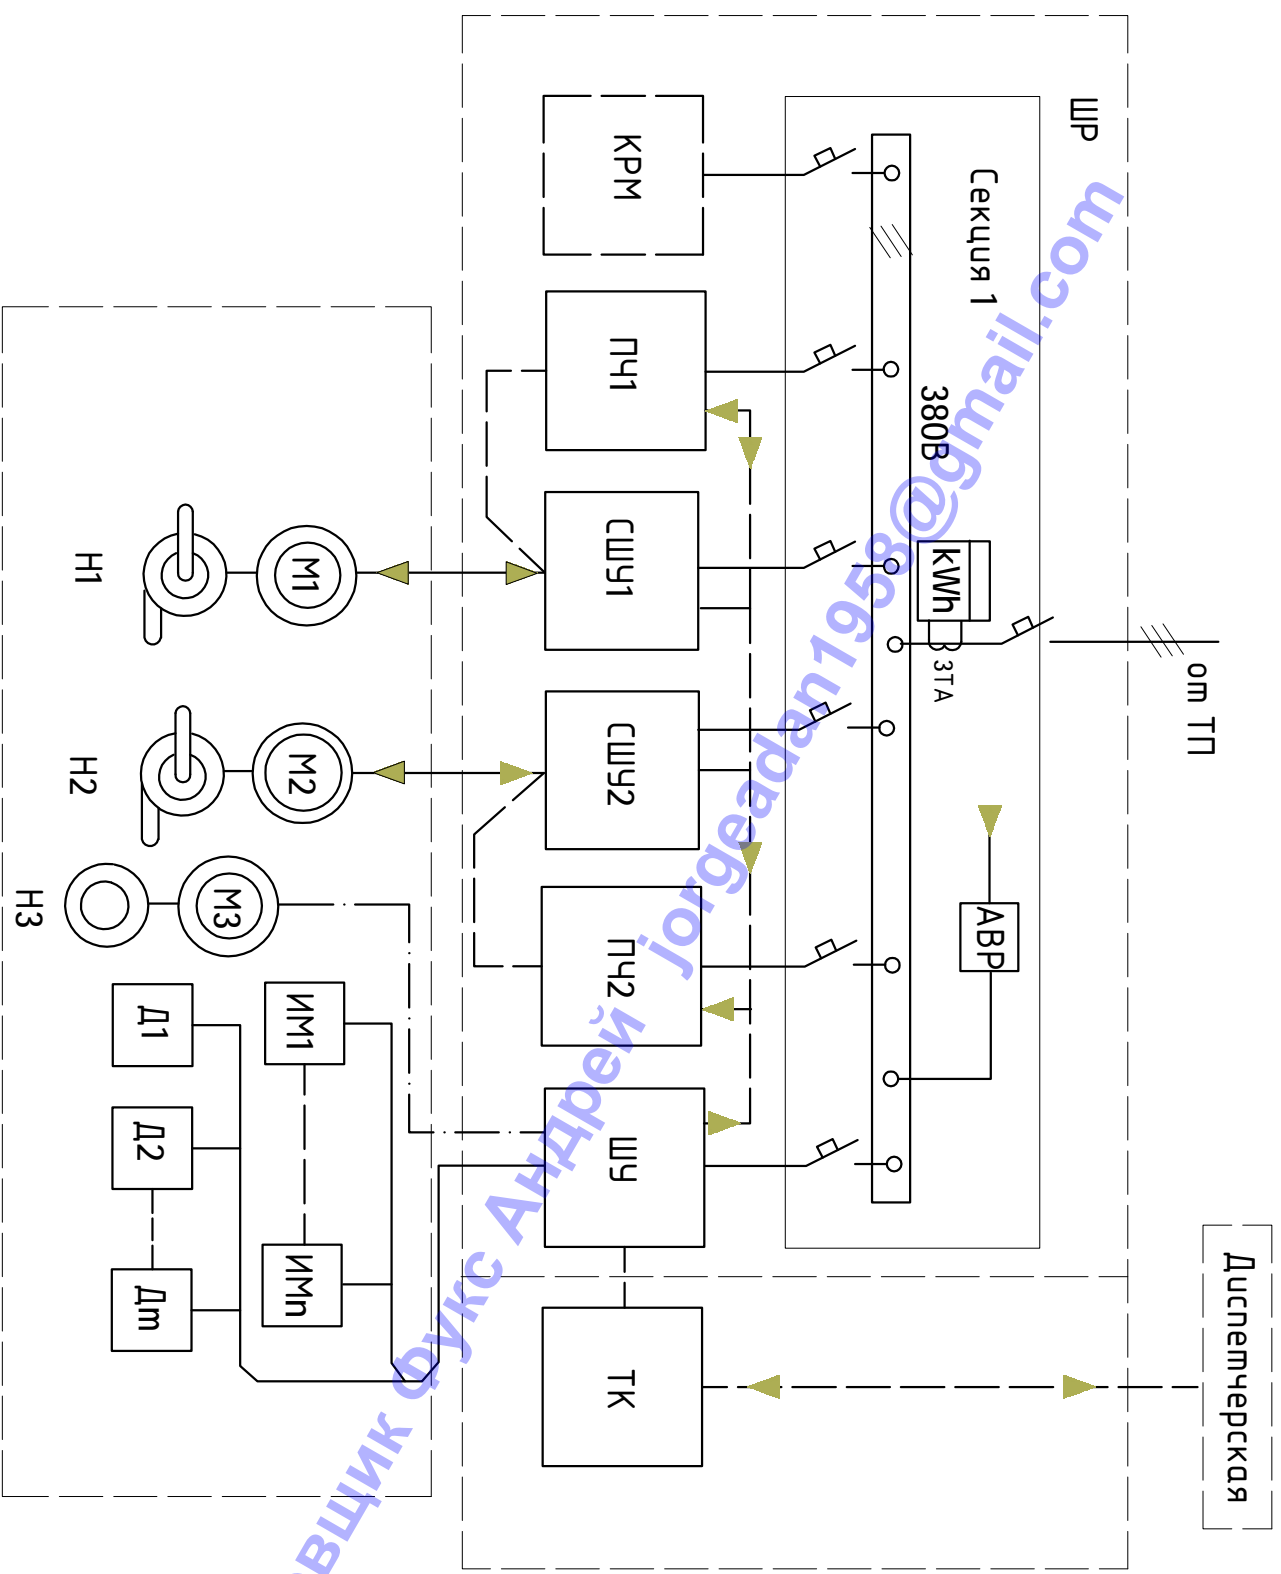 ШР
Секция 1
380В
kWh
3ТА
от ТП
АВР
КРМ
ПЧ1
СШУ1
СШУ2
ПЧ2
ШУ
ТК
Диспетчерская
М1
М2
М3
Н1
Н2
Н3
ИМ1
ИМn
Д1
Д2
Дm
Фукс Андрей jorgeadan1958@gmail.com